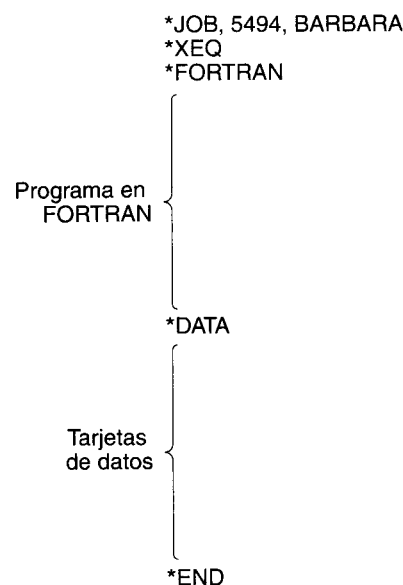 *JOB, 5494, BARBARA
*XEQ
*FORTRAN
Programa en
FORTRAN
*DATA
Tarjetas
de datos
*END